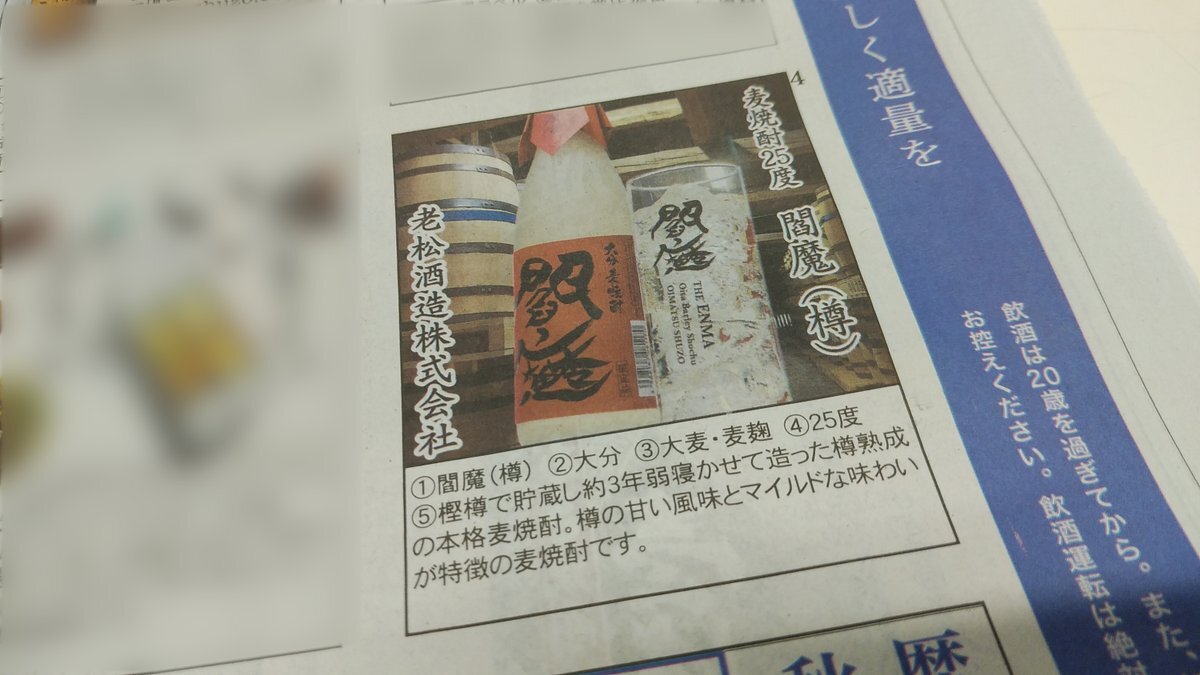 しく適量を
飲酒は20歳を過ぎてから。また、
お控えください。飲酒運転は絶対
4
麦焼酎25度
閻魔(樽)
老松酒造株式会社
大分麦焼酎
閻魔
閻魔
THE ENMA
Oita Barley Shochu
OIMATSU SHUZO
①閻魔(樽) ②大分 ③大麦・麦麹 ④25度
⑤樫樽で貯蔵し約3年弱寝かせて造った樽熟成
の本格麦焼酎。樽の甘い風味とマイルドな味わい
が特徴の麦焼酎です。
秋 暦